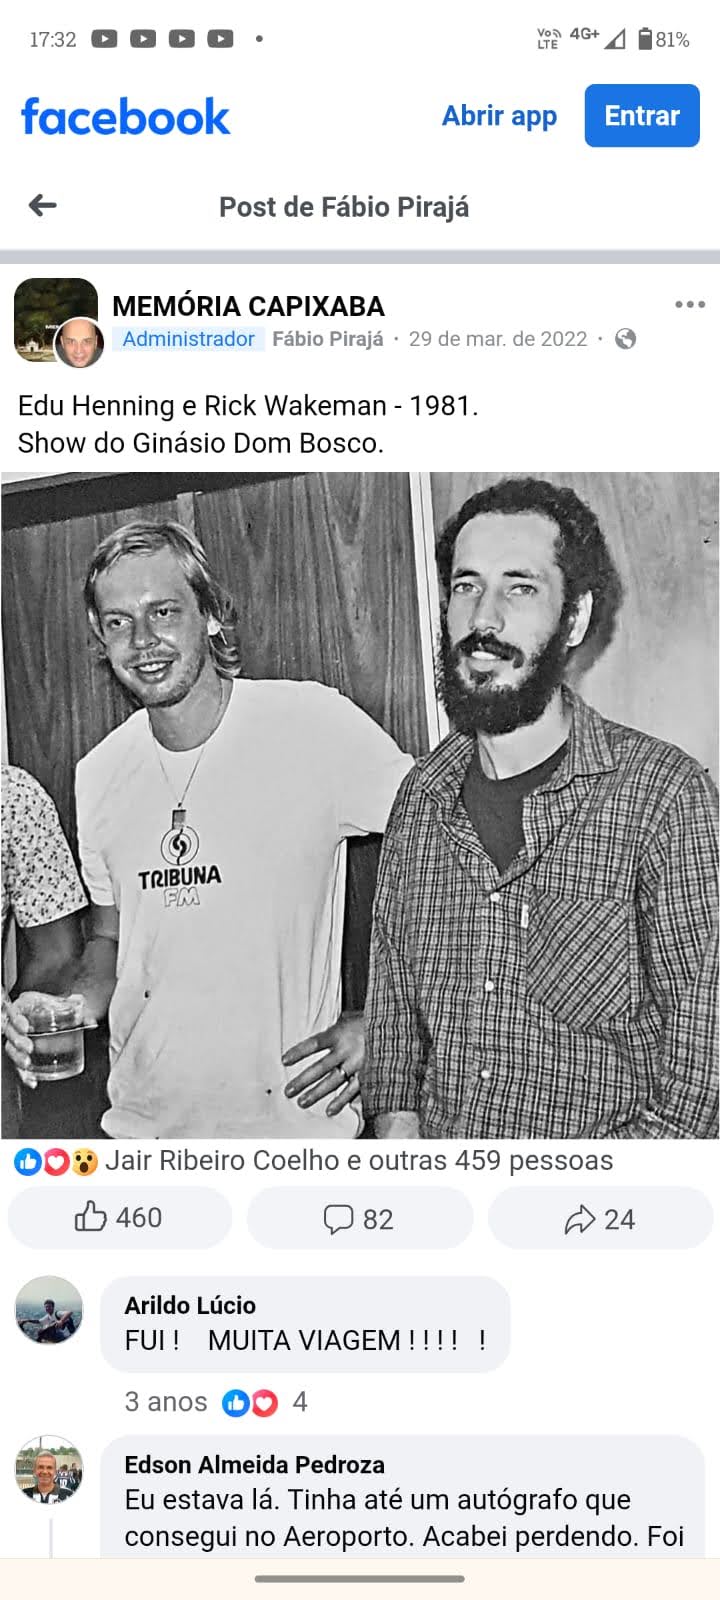 17:32
Vo))
LTE
4G+
81%
facebook
Abrir app
Entrar
Post de Fábio Pirajá
MEMÓRIA CAPIXABA
Administrador Fábio Pirajá · 29 de mar. de 2022 ·
Edu Henning e Rick Wakeman - 1981.
Show do Ginásio Dom Bosco.
TRIBUNA
FM
Jair Ribeiro Coelho e outras 459 pessoas
460
82
24
Arildo Lúcio
FUI ! MUITA VIAGEM ! ! ! ! !
3 anos 4
Edson Almeida Pedroza
Eu estava lá. Tinha até um autógrafo que
consegui no Aeroporto. Acabei perdendo. Foi